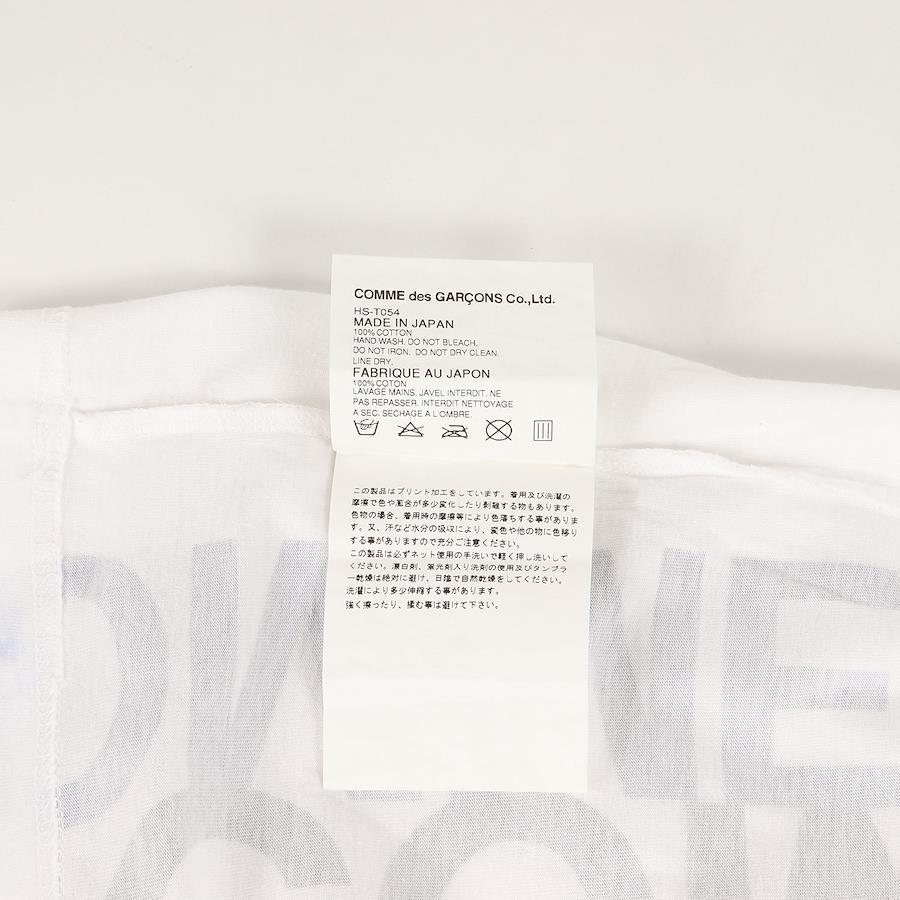 COMME des GARÇONS Co.,Ltd.
HS-T054
MADE IN JAPAN
100% COTTON
HAND WASH. DO NOT BLEACH.
DO NOT IRON. DO NOT DRY CLEAN.
LINE DRY.
FABRIQUE AU JAPON
100% COTON
LAVAGE MAINS. JAVEL INTERDIT. NE
PAS REPASSER. INTERDIT NETTOYAGE
A SEC. SECHAGE A L'OMBRE.
この製品はプリント加工をしています。着用及び洗濯の
摩擦で色や風合が多少変化したり剥離する物もあります。
色物の場合、着用時の摩擦等により色落ちする事がありま
す。又、汗など水分の吸収により、変色や他の物に色移り
する事がありますので充分ご注意ください。
この製品は必ずネット使用の手洗いで軽く押し洗いして
ください。漂白剤、蛍光剤入り洗剤の使用及びタンブラ
ー乾燥は絶対に避け、日陰で自然乾燥をしてください。
洗濯により多少伸縮する事があります。
強く擦ったり、揉む事は避けて下さい。